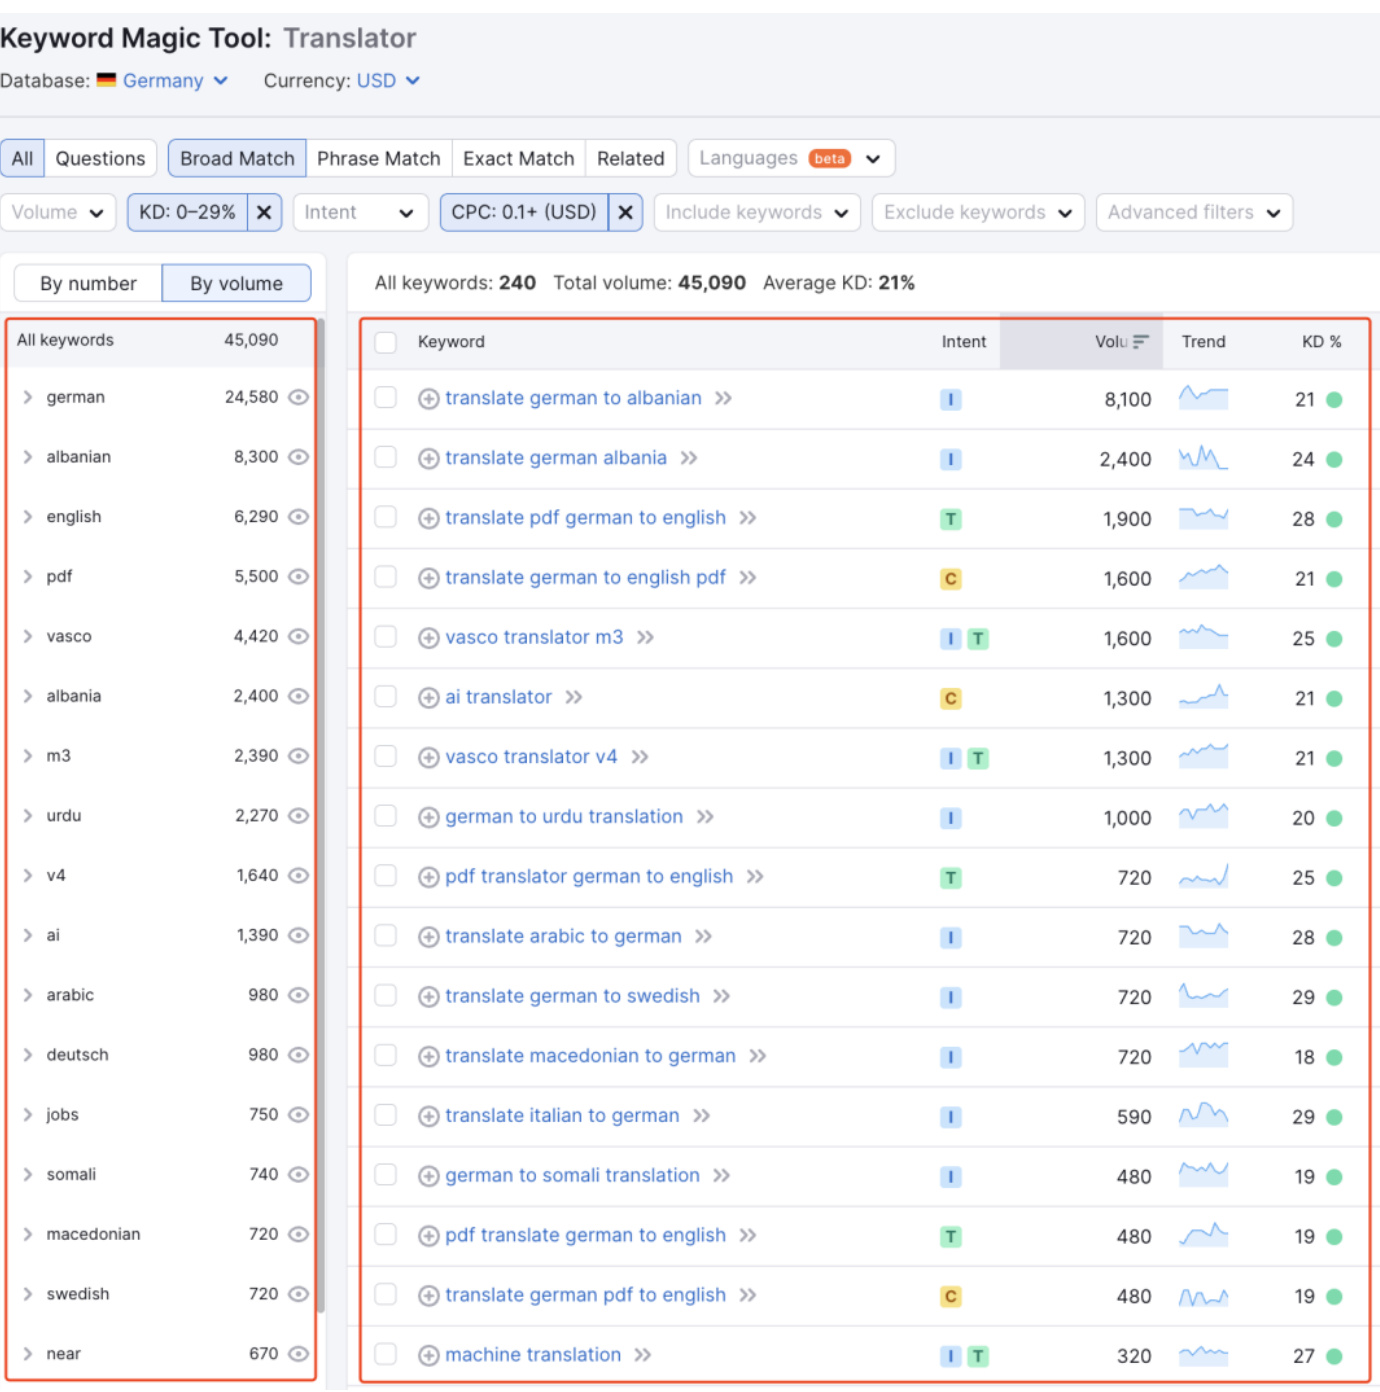 Keyword Magic Tool: Translator
Database: Germany Currency: USD
All Questions Broad Match Phrase Match Exact Match Related Languages beta
Volume KD: 0–29% Intent CPC: 0.1+ (USD) Include keywords Exclude keywords Advanced filters
By number By volume
All keywords 45,090
german 24,580
albanian 8,300
english 6,290
pdf 5,500
vasco 4,420
albania 2,400
m3 2,390
urdu 2,270
v4 1,640
ai 1,390
arabic 980
deutsch 980
jobs 750
somali 740
macedonian 720
swedish 720
near 670
All keywords: 240 Total volume: 45,090 Average KD: 21%
Keyword Intent Volu Trend KD %
translate german to albanian I 8,100 21
translate german albania I 2,400 24
translate pdf german to english T 1,900 28
translate german to english pdf C 1,600 21
vasco translator m3 I T 1,600 25
ai translator C 1,300 21
vasco translator v4 I T 1,300 21
german to urdu translation I 1,000 20
pdf translator german to english T 720 25
translate arabic to german I 720 28
translate german to swedish I 720 29
translate macedonian to german I 720 18
translate italian to german I 590 29
german to somali translation I 480 19
pdf translate german to english T 480 19
translate german pdf to english C 480 19
machine translation I T 320 27